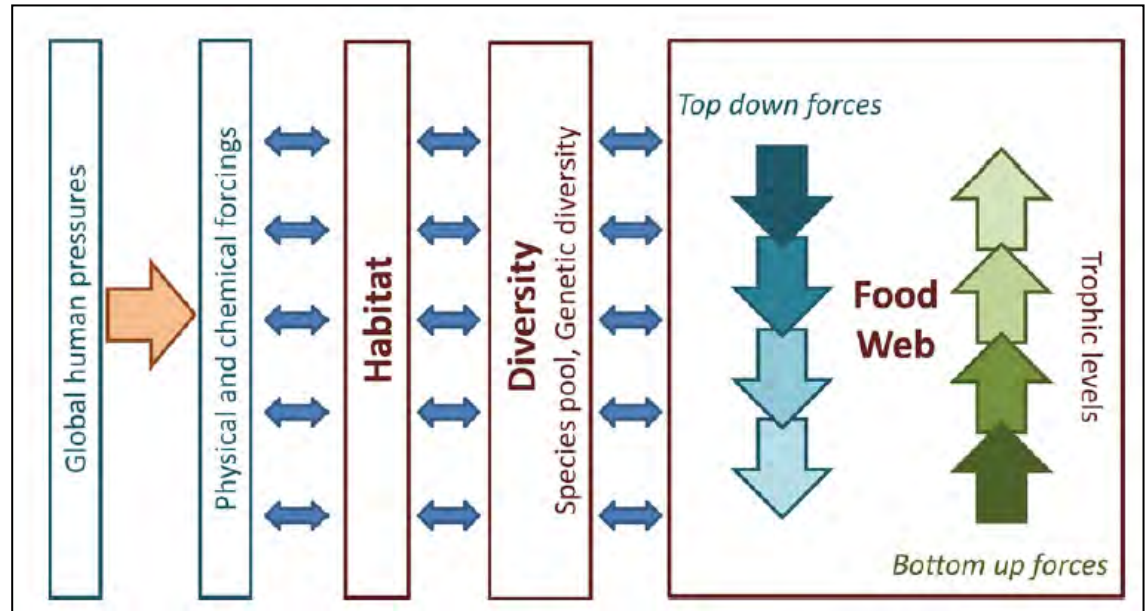 Global human pressures
Physical and chemical forcings
Habitat
Diversity
Species pool, Genetic diversity
Top down forces
Food
Web
Trophic levels
Bottom up forces